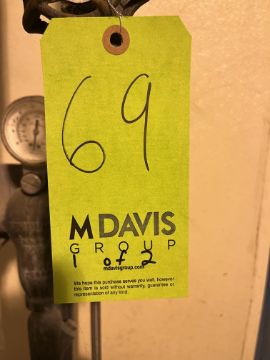 69
M DAVIS
GROUP
1 of 2
mdavisgroup.com
We hope this purchase serves you well, however
this item is sold without warranty, guarantee or
representation of any kind.